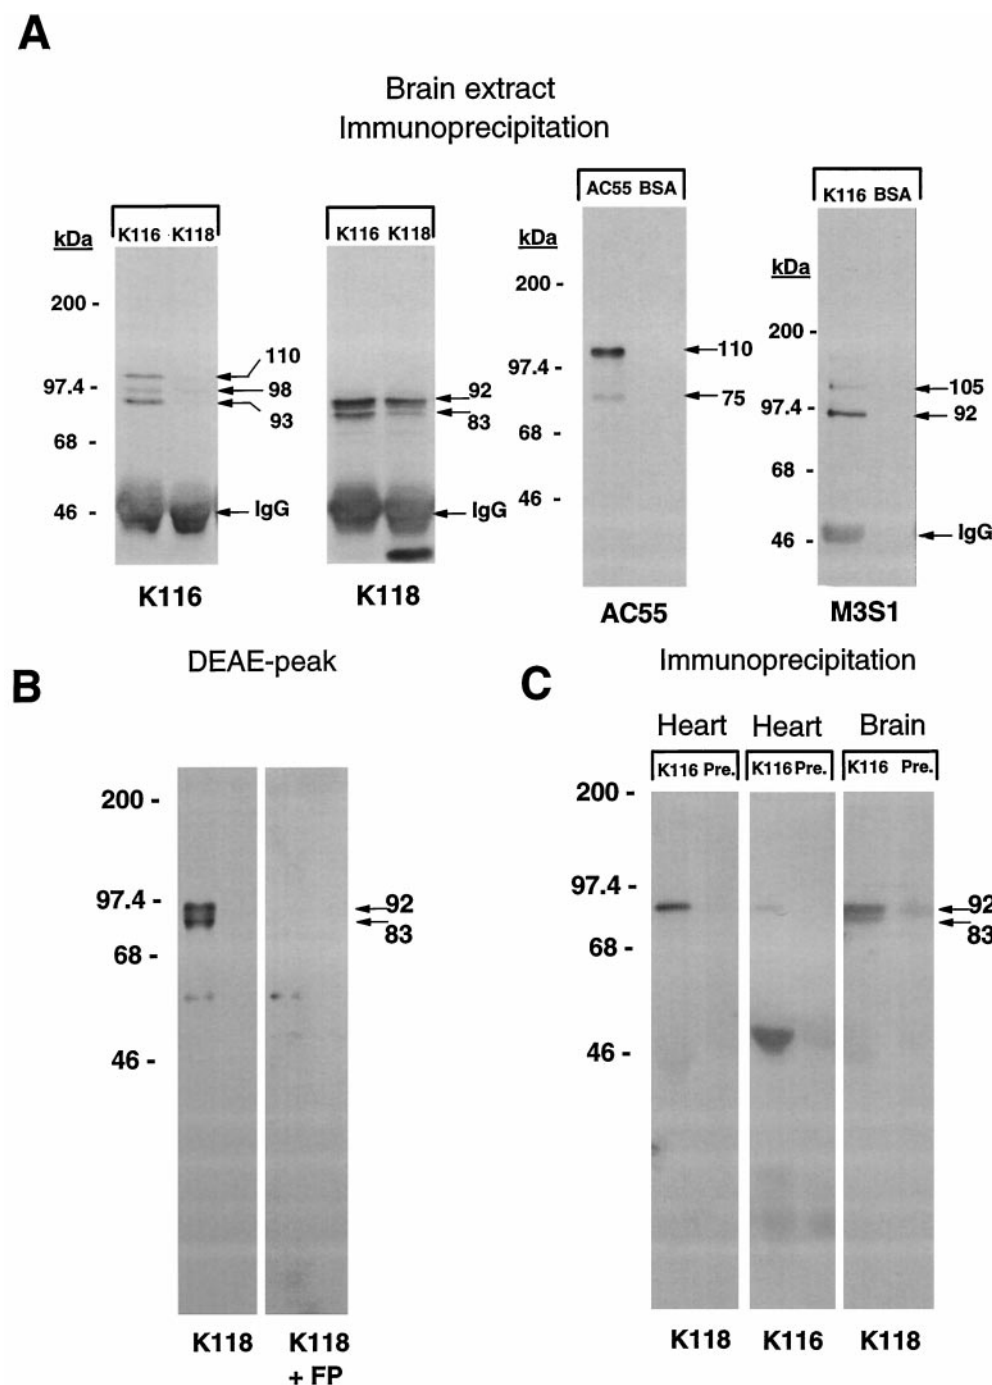 A
Brain extract
Immunoprecipitation
kDa
K116 K118
200 -
97.4 -
68 -
46 -
110
98
93
IgG
K116
K116 K118
92
83
IgG
K118
kDa
AC55 BSA
200 -
97.4 -
68 -
46 -
110
75
AC55
kDa
K116 BSA
200 -
97.4 -
68 -
46 -
105
92
IgG
M3S1
B
DEAE-peak
200 -
97.4 -
68 -
46 -
92
83
K118
K118
+ FP
C
Immunoprecipitation
Heart Heart Brain
K116 Pre. K116 Pre. K116 Pre.
200 -
97.4 -
68 -
46 -
92
83
K118 K116 K118